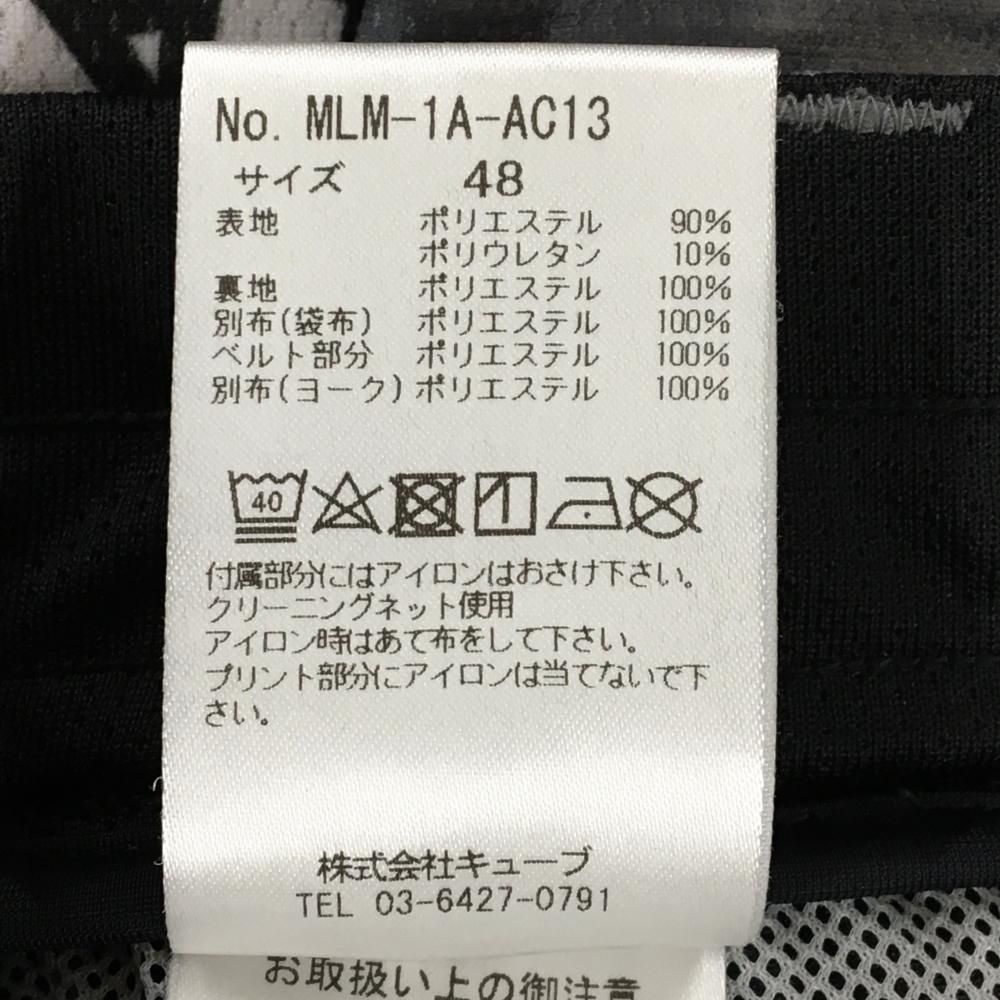 No. MLM-1A-AC13
サイズ 48
表地 ポリエステル 90%
ポリウレタン 10%
裏地 ポリエステル 100%
別布(袋布) ポリエステル 100%
ベルト部分 ポリエステル 100%
別布(ヨーク) ポリエステル 100%
40
付属部分にはアイロンはおさけ下さい。
クリーニングネット使用
アイロン時はあて布をして下さい。
プリント部分にアイロンは当てないで下
さい。
株式会社キューブ
TEL 03-6427-0791
お取扱い上の御注意